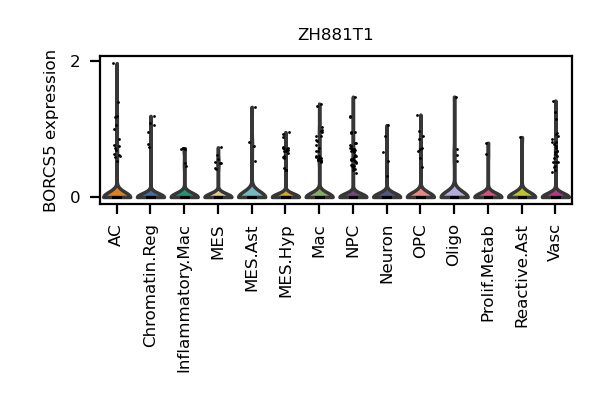 ZH881T1
BORCS5 expression
2
0
AC
Chromatin.Reg
Inflammatory.Mac
MES
MES.Ast
MES.Hyp
Mac
NPC
Neuron
OPC
Oligo
Prolif.Metab
Reactive.Ast
Vasc